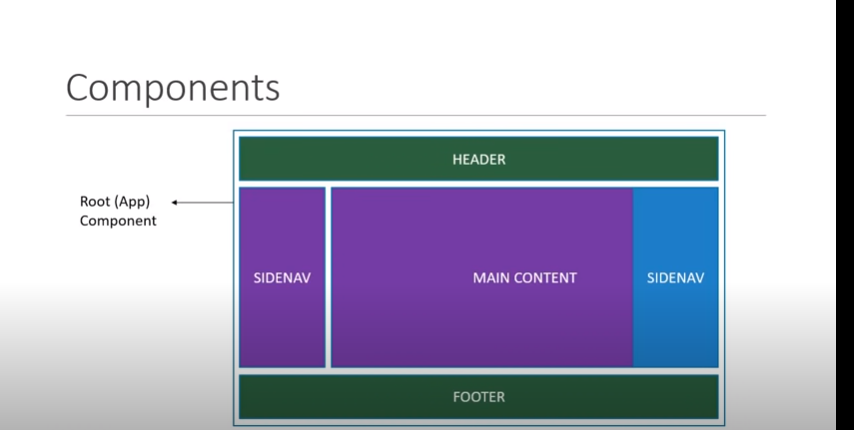 Components
HEADER
Root (App)
Component
SIDENAV
MAIN CONTENT
SIDENAV
FOOTER